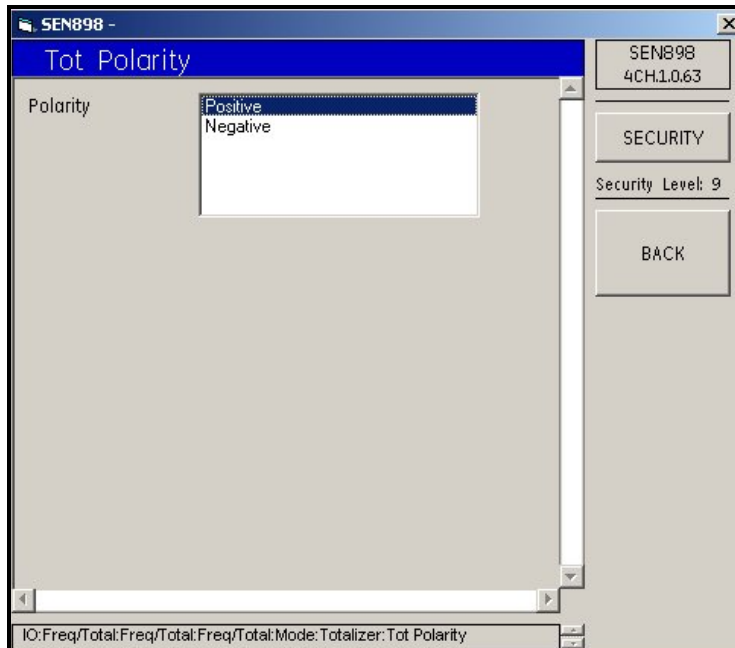 SEN898 -
Tot Polarity
SEN898
4CH.1.0.63
Polarity
Positive
Negative
SECURITY
Security Level: 9
BACK
IO:Freq/Total:Freq/Total:Freq/Total:Mode:Totalizer:Tot Polarity